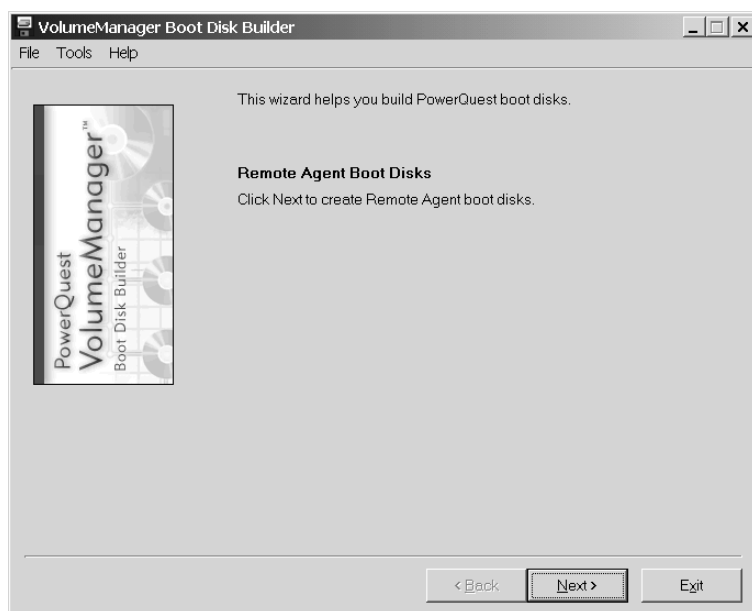 VolumeManager Boot Disk Builder
File Tools Help
This wizard helps you build PowerQuest boot disks.
Remote Agent Boot Disks
Click Next to create Remote Agent boot disks.
PowerQuest
VolumeManager™
Boot Disk Builder
< Back Next > Exit